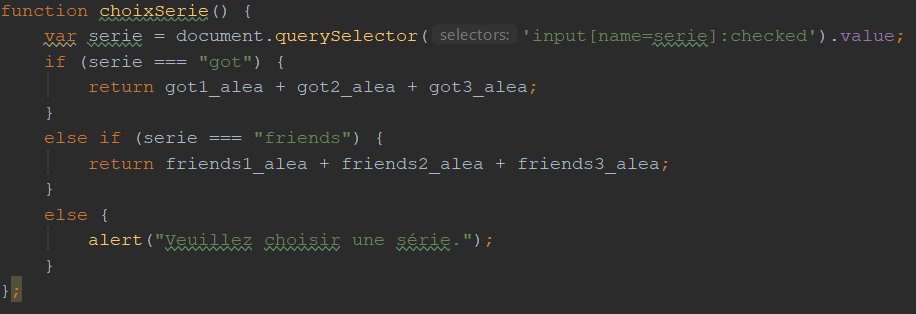 function choixSerie() {
    var serie = document.querySelector( selectors: 'input[name=serie]:checked').value;
    if (serie === "got") {
        return got1_alea + got2_alea + got3_alea;
    }
    else if (serie === "friends") {
        return friends1_alea + friends2_alea + friends3_alea;
    }
    else {
        alert("Veuillez choisir une série.");
    }
};